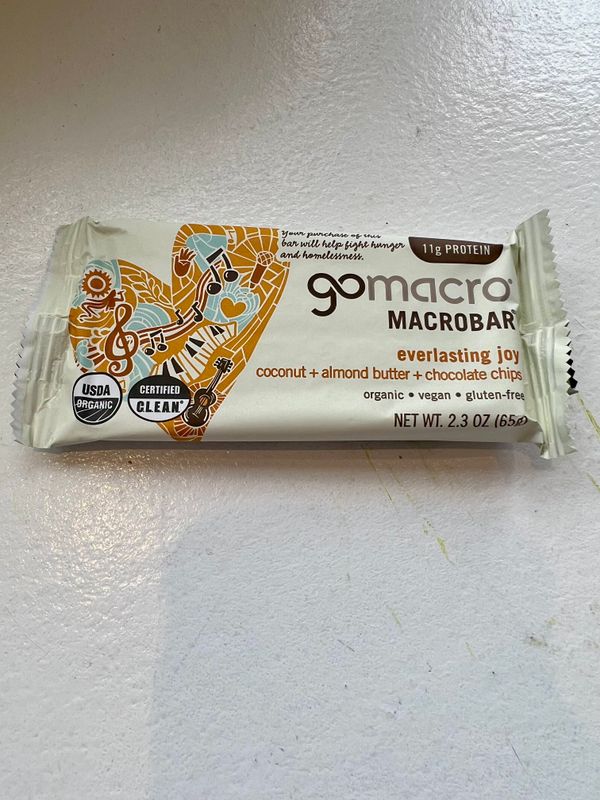 Your purchase of this
bar will help fight hunger
and homelessness.
11g PROTEIN
gomacro®
MACROBAR
everlasting joy
coconut + almond butter + chocolate chips
organic • vegan • gluten-free
NET WT. 2.3 OZ (65g)
USDA
ORGANIC
CERTIFIED
C.L.E.A.N.